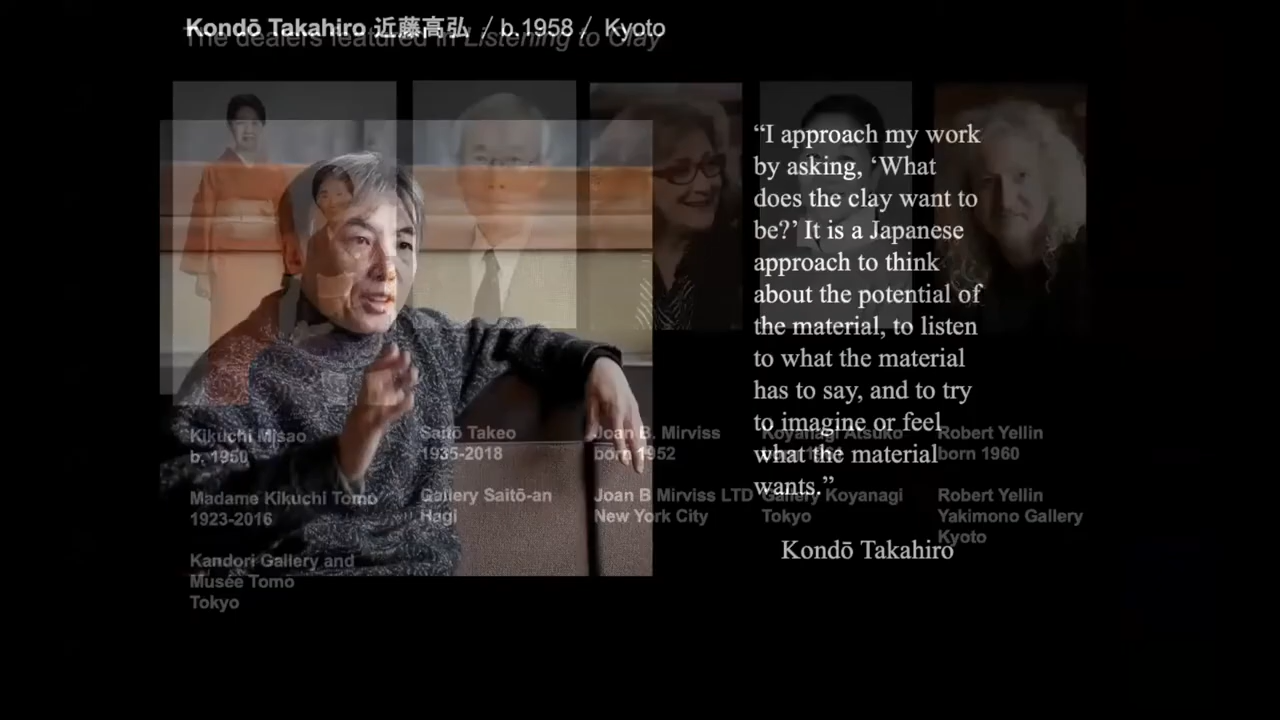 Kondō Takahiro 近藤高弘 / b.1958 / Kyoto
The dealers featured in Listening to Clay
“I approach my work
by asking, ‘What
does the clay want to
be?’ It is a Japanese
approach to think
about the potential of
the material, to listen
to what the material
has to say, and to try
to imagine or feel
what the material
wants.”
Kondō Takahiro
Kikuchi Misao
b. 1950
Madame Kikuchi Tomo
1923-2016
Kandori Gallery and
Musée Tomo
Tokyo
Saitō Takeo
1935-2018
Gallery Saitō-an
Hagi
Joan B. Mirviss
born 1952
Joan B Mirviss LTD
New York City
Koyanagi Atsuko
born
Gallery Koyanagi
Tokyo
Robert Yellin
born 1960
Robert Yellin
Yakimono Gallery
Kyoto